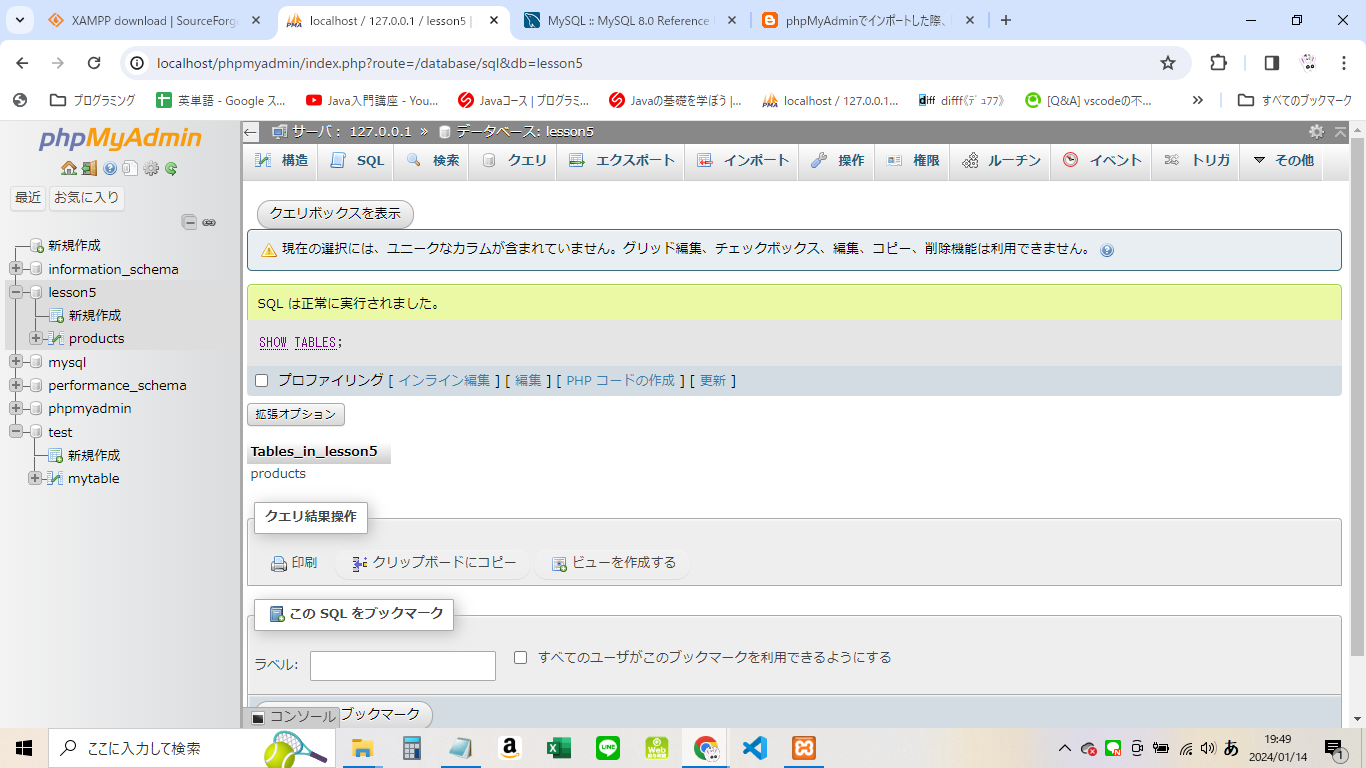 XAMPP download | SourceForg
localhost / 127.0.0.1 / lesson5 |
MySQL :: MySQL 8.0 Reference
phpMyAdminでインポートした際、
localhost/phpmyadmin/index.php?route=/database/sql&db=lesson5
プログラミング
英単語 - Google ス...
Java入門講座 - You...
Javaコース | プログラミ...
Javaの基礎を学ぼう |...
localhost / 127.0.0.1...
diff difff《ﾃﾞｭﾌﾌ》
[Q&A] vscodeの不...
»
すべてのブックマーク
phpMyAdmin
最近 お気に入り
新規作成
information_schema
lesson5
新規作成
products
mysql
performance_schema
phpmyadmin
test
新規作成
mytable
サーバ: 127.0.0.1 » データベース: lesson5
構造 SQL 検索 クエリ エクスポート インポート 操作 権限 ルーチン イベント トリガ その他
クエリボックスを表示
現在の選択には、ユニークなカラムが含まれていません。グリッド編集、チェックボックス、編集、コピー、削除機能は利用できません。
SQL は正常に実行されました。
SHOW TABLES;
プロファイリング [ インライン編集 ] [ 編集 ] [ PHP コードの作成 ] [ 更新 ]
拡張オプション
Tables_in_lesson5
products
クエリ結果操作
印刷 クリップボードにコピー ビューを作成する
この SQL をブックマーク
ラベル: すべてのユーザがこのブックマークを利用できるようにする
コンソール ブックマーク
ここに入力して検索
あ
19:49
2024/01/14
1